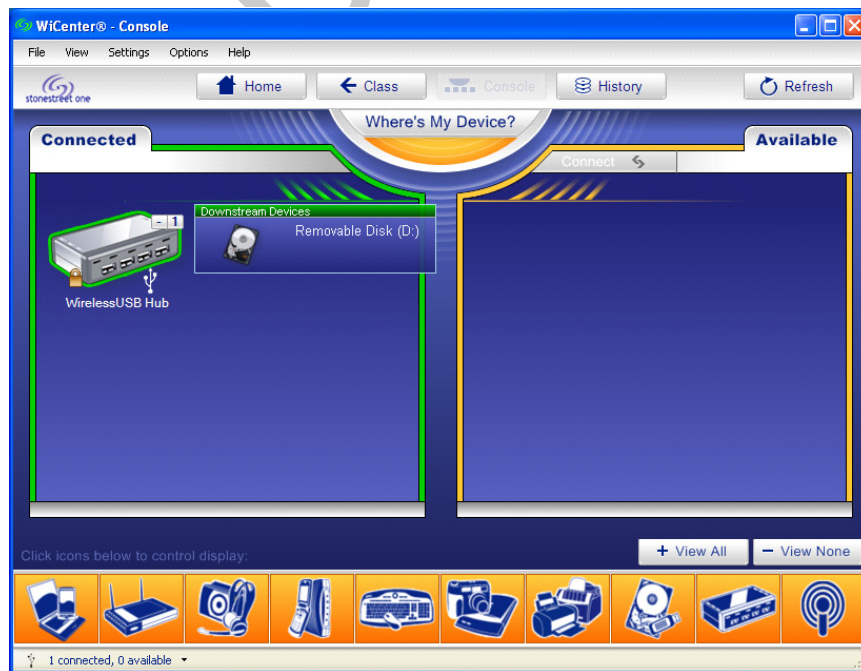 WiCenter® - Console
File View Settings Options Help
stonestreet one
Home
Class
Console
History
Refresh
Where's My Device?
Connected
Available
Connect
- 1
Downstream Devices
Removable Disk (D:)
WirelessUSB Hub
Click icons below to control display:
+ View All
− View None
1 connected, 0 available